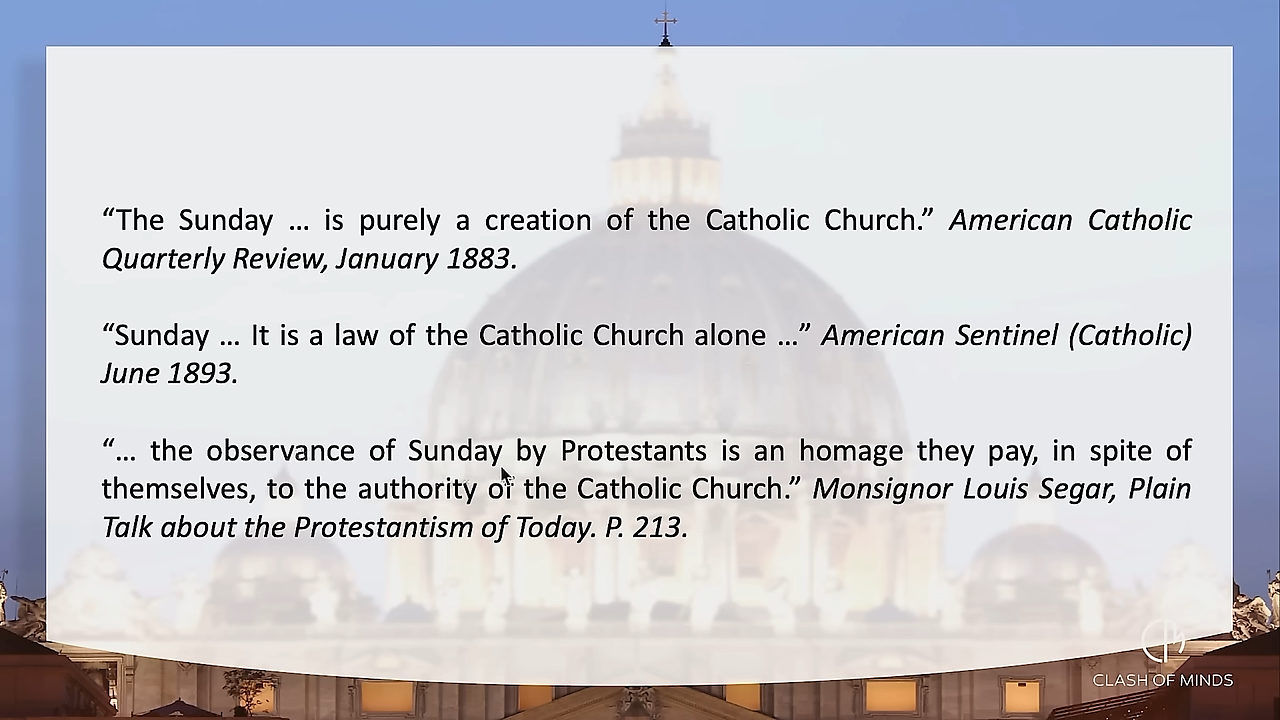 “The Sunday … is purely a creation of the Catholic Church.” American Catholic
Quarterly Review, January 1883.
“Sunday … It is a law of the Catholic Church alone …” American Sentinel (Catholic)
June 1893.
“… the observance of Sunday by Protestants is an homage they pay, in spite of
themselves, to the authority of the Catholic Church.” Monsignor Louis Segar, Plain
Talk about the Protestantism of Today. P. 213.
CLASH OF MINDS